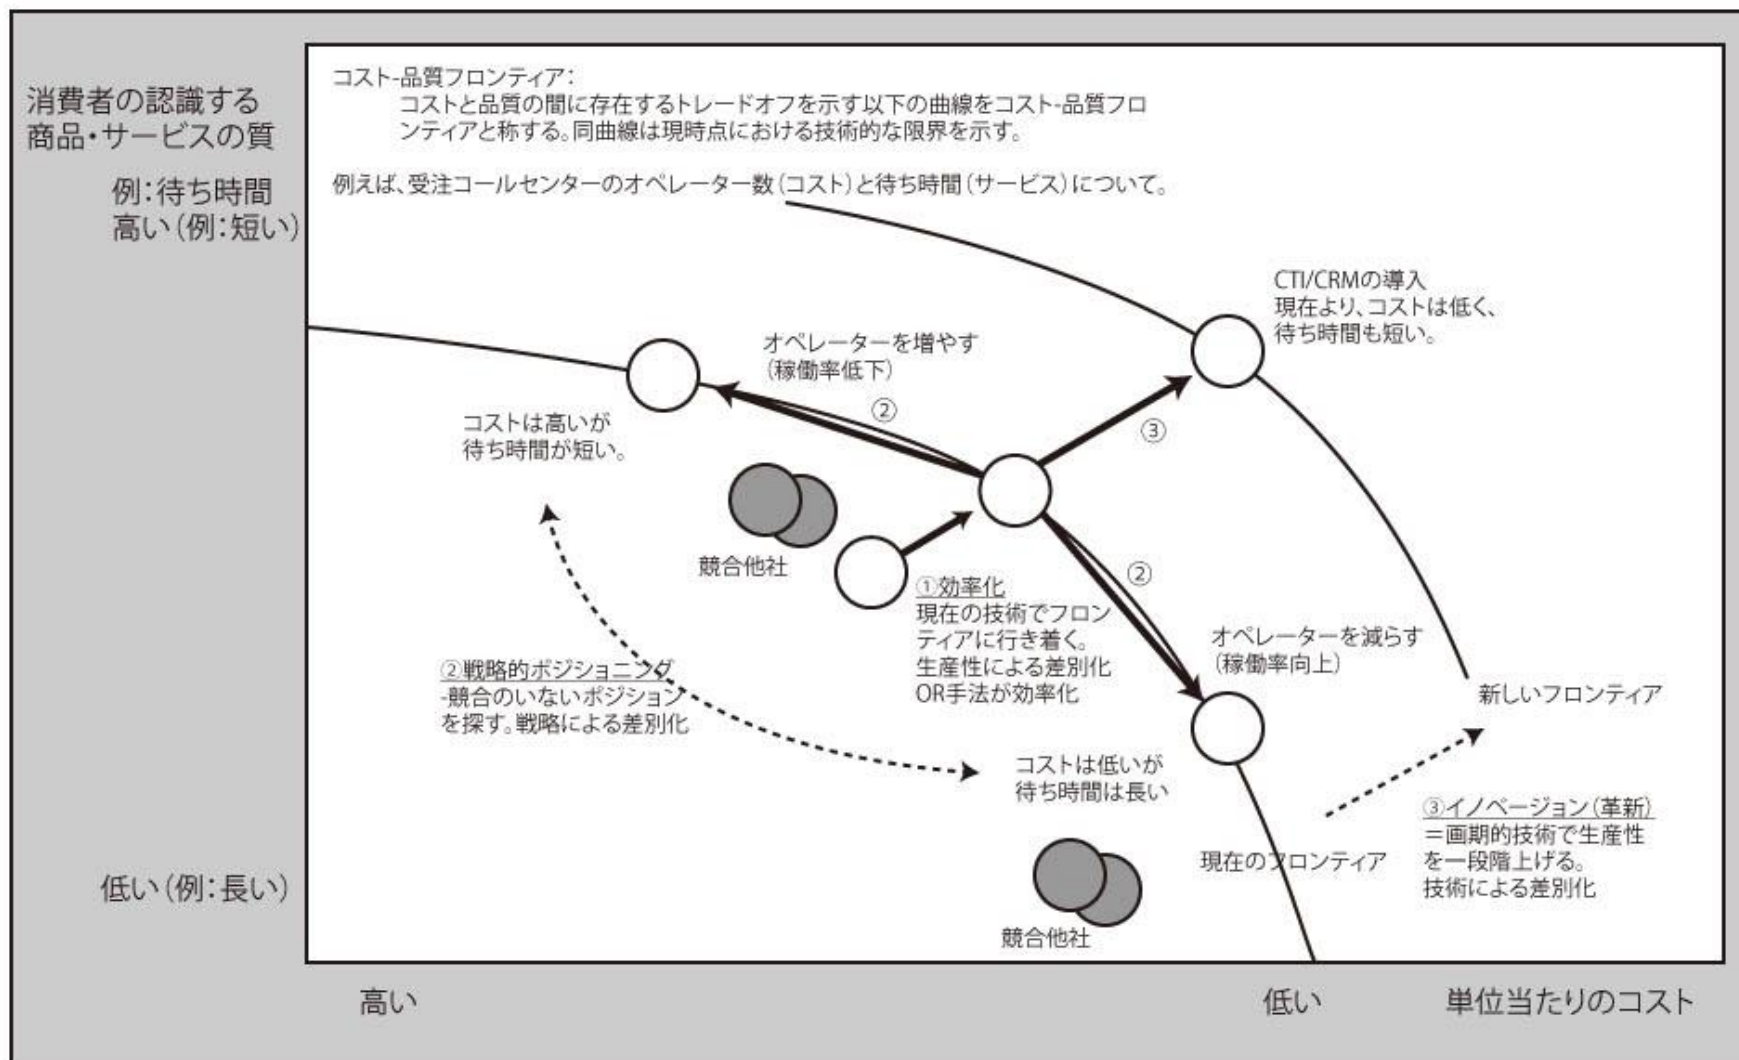 消費者の認識する
商品・サービスの質
例：待ち時間
高い（例：短い）
コスト-品質フロンティア：
コストと品質の間に存在するトレードオフを示す以下の曲線をコスト-品質フロ
ンティアと称する。同曲線は現時点における技術的な限界を示す。
例えば、受注コールセンターのオペレーター数（コスト）と待ち時間（サービス）について。
CTI/CRMの導入
現在より、コストは低く、
待ち時間も短い。
オペレーターを増やす
（稼働率低下）
②
③
コストは高いが
待ち時間が短い。
競合他社
①効率化
現在の技術でフロン
ティアに行き着く。
生産性による差別化
OR手法が効率化
②
オペレーターを減らす
（稼働率向上）
②戦略的ポジショニング
-競合のいないポジション
を探す。戦略による差別化
新しいフロンティア
コストは低いが
待ち時間は長い
③イノベージョン（革新）
＝画期的技術で生産性
を一段階上げる。
技術による差別化
現在のフロンティア
競合他社
低い（例：長い）
高い
低い
単位当たりのコスト